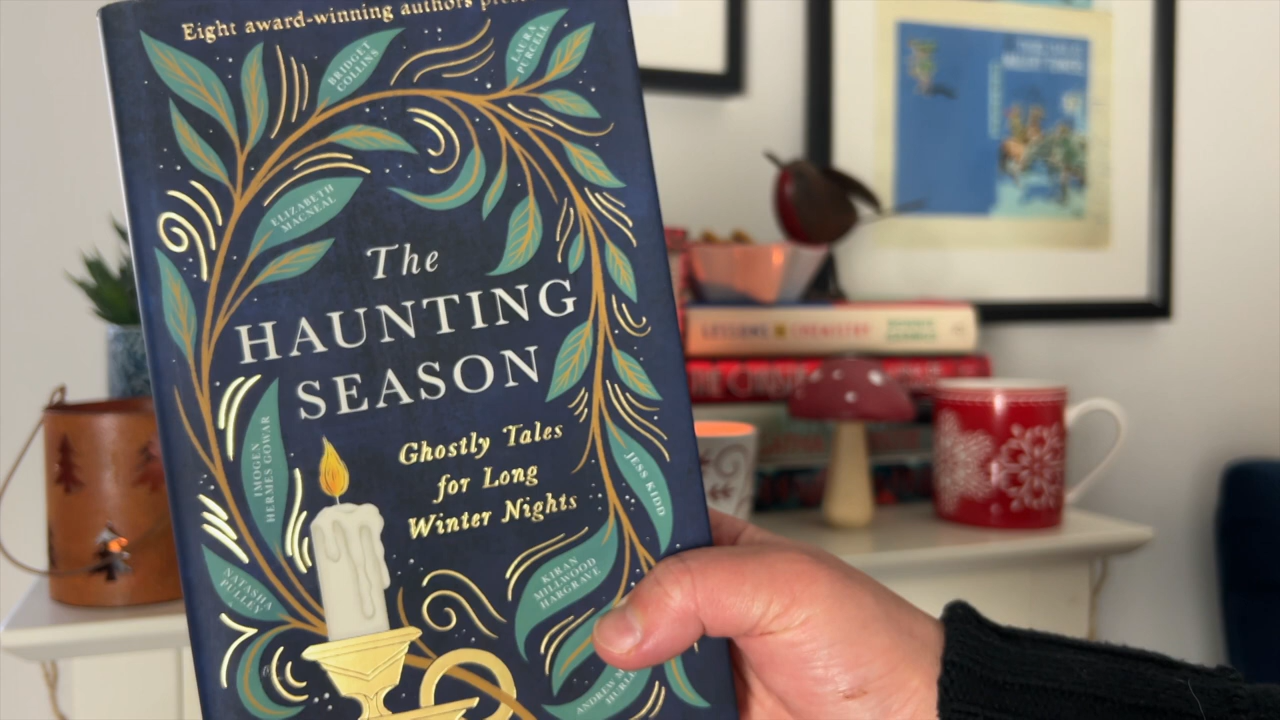 Eight award-winning authors
BRIDGET
COLLINS
LAURA
PURCELL
ELIZABETH
MACNEAL
The
HAUNTING
SEASON
Ghostly Tales
for Long
Winter Nights
IMOGEN
HERMES GOWAR
JESS KIDD
NATASHA
PULLEY
KIRAN
MILLWOOD
HARGRAVE
ANDREW
LESSONS IN CHEMISTRY